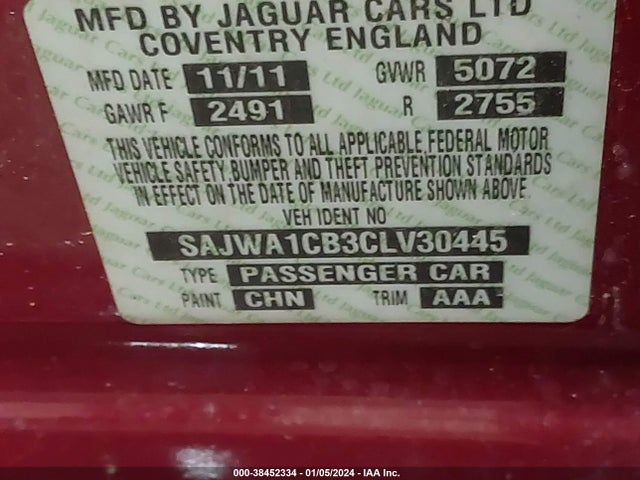 MFD BY JAGUAR CARS LTD
COVENTRY ENGLAND
MFD DATE 11/11 GVWR 5072
GAWR F 2491 R 2755
THIS VEHICLE CONFORMS TO ALL APPLICABLE FEDERAL MOTOR
VEHICLE SAFETY, BUMPER AND THEFT PREVENTION STANDARDS
IN EFFECT ON THE DATE OF MANUFACTURE SHOWN ABOVE
VEH IDENT NO
SAJWA1CB3CLV30445
TYPE PASSENGER CAR
PAINT CHN TRIM AAA
000-38452334 - 01/05/2024 - IAA Inc.